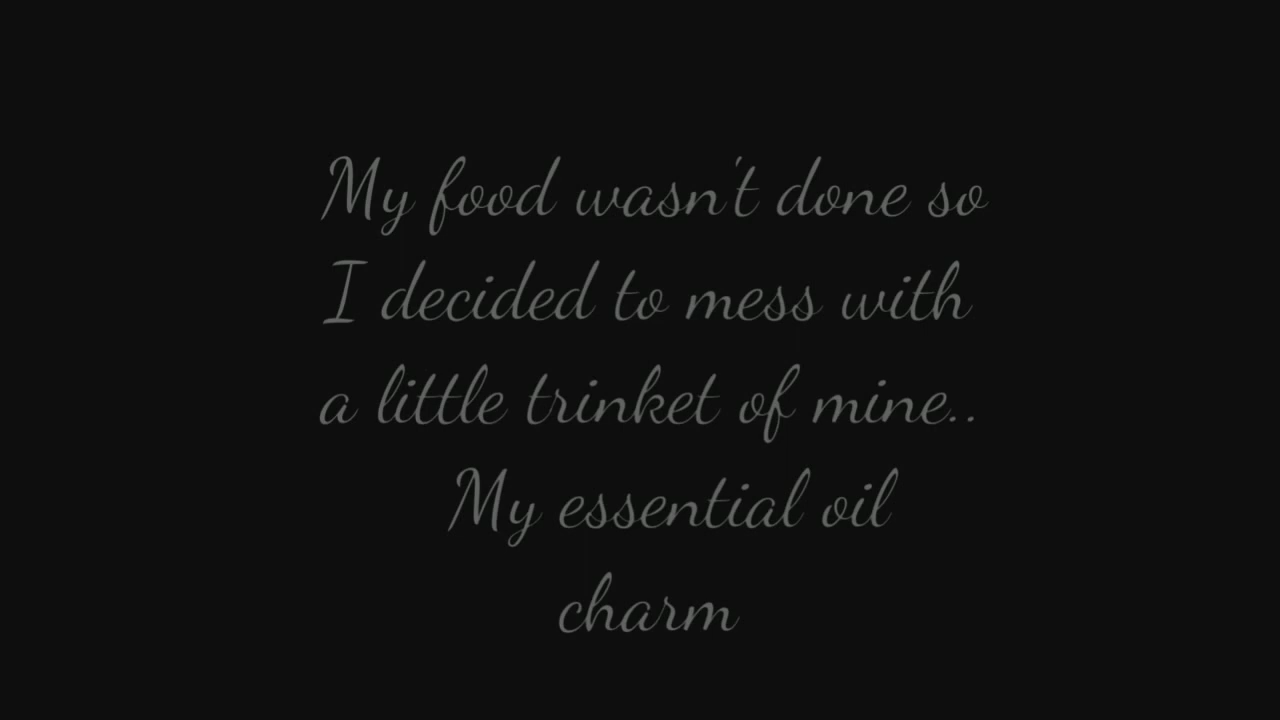 My food wasn't done so
I decided to mess with
a little trinket of mine..
My essential oil
charm